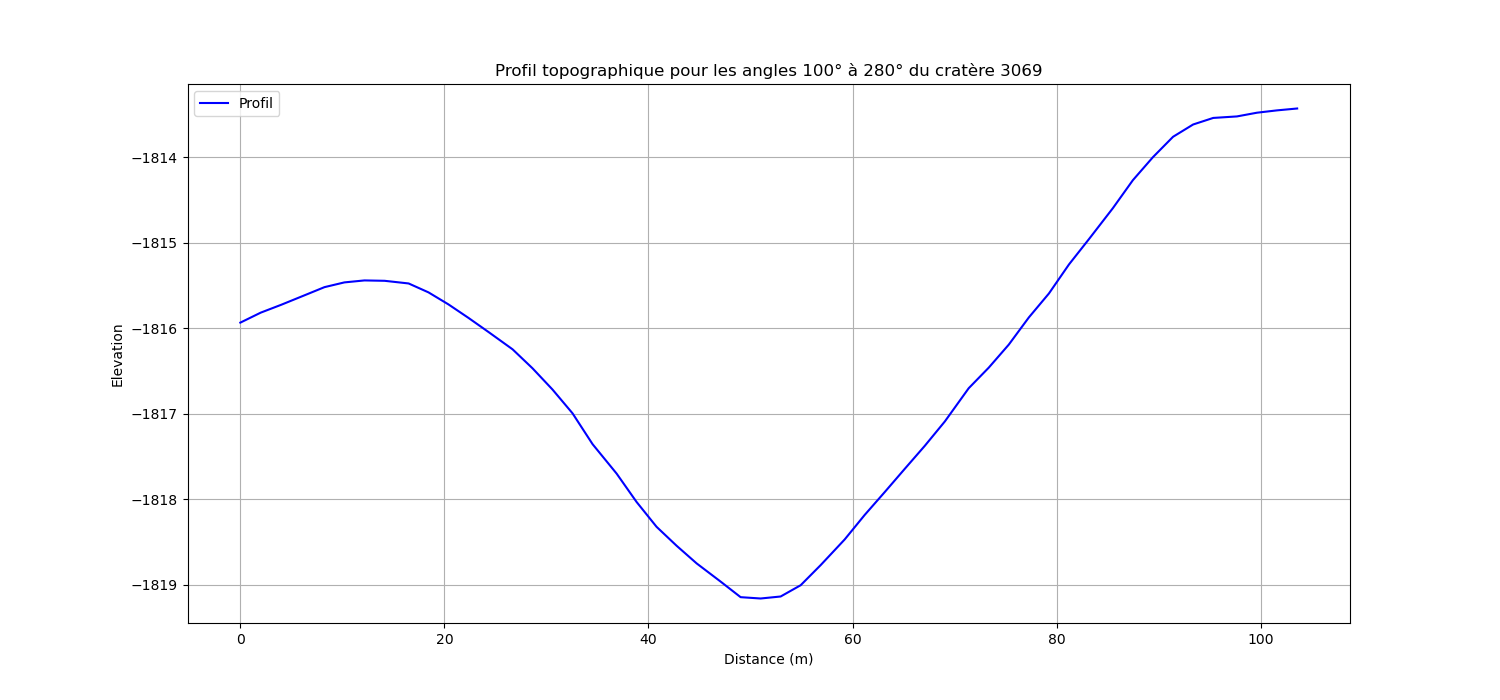 Profil topographique pour les angles 100° à 280° du cratère 3069
Profil
−1814
−1815
−1816
−1817
−1818
−1819
Elevation
0 20 40 60 80 100
Distance (m)